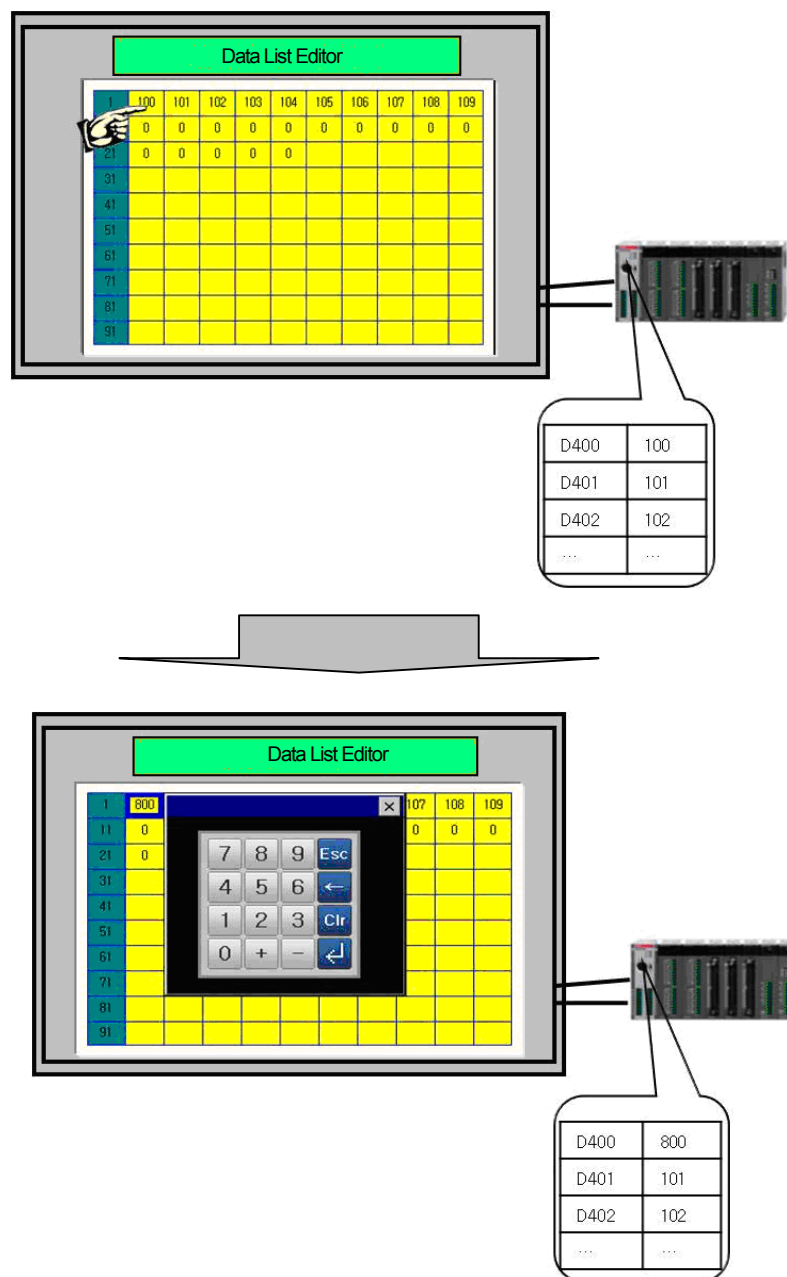 Data List Editor
1 100 101 102 103 104 105 106 107 108 109
0 0 0 0 0 0 0 0 0 0
21 0 0 0 0 0
31
41
51
61
71
81
91
D400 100
D401 101
D402 102
... ...
Data List Editor
1 800 × 107 108 109
11 0 0 0 0
21 0
7 8 9 Esc
31
4 5 6 ←
41
1 2 3 Clr
51
61
0 + - ↵
71
81
91
D400 800
D401 101
D402 102
... ...